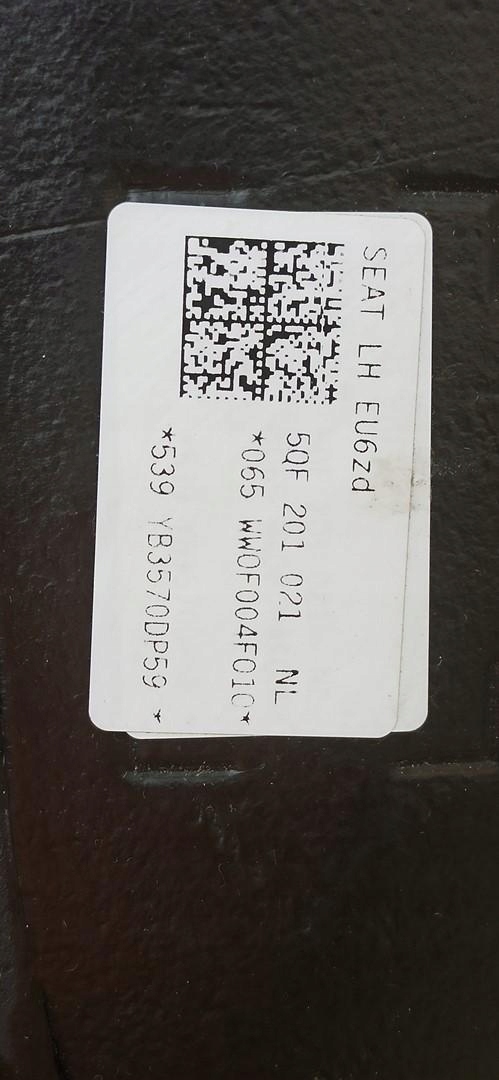 SEAT LH EU6zd
5QF 201 021 NL
*065 WW0F004F010*
*539 YB3570DP59 *